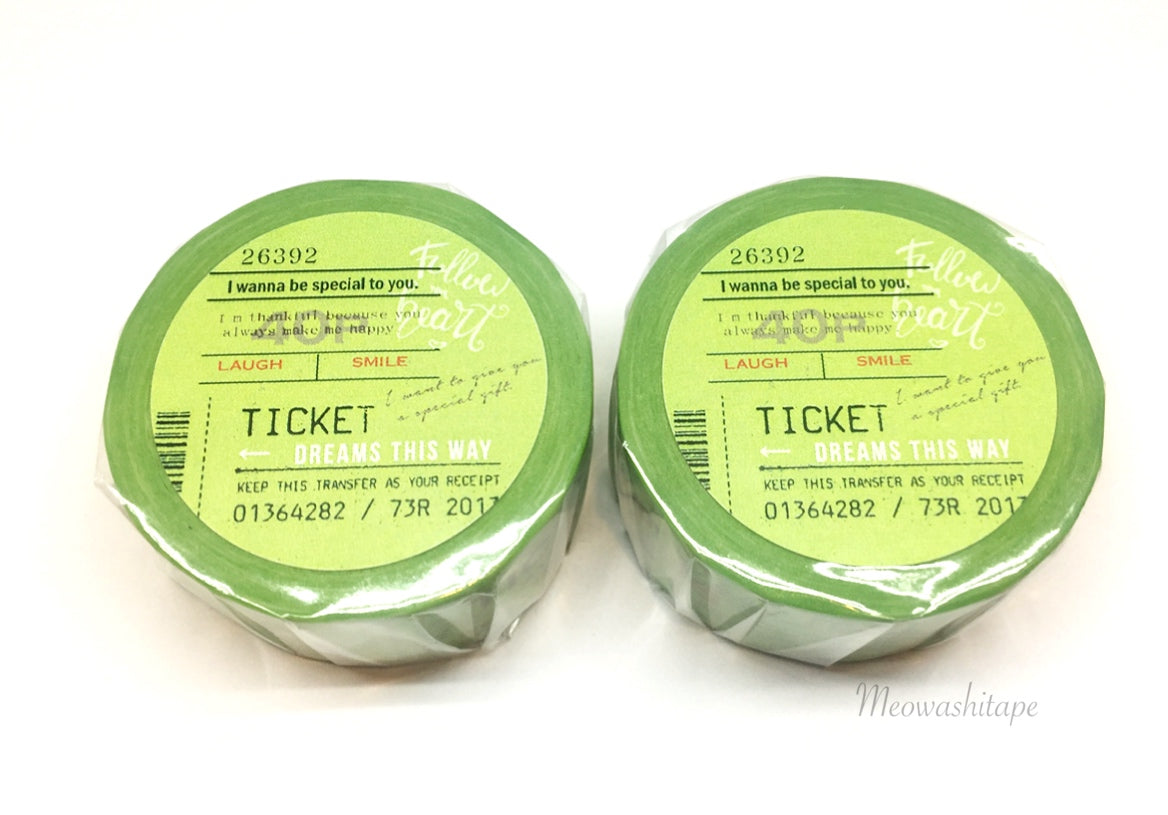 26392
Follow
I wanna be special to you.
heart
I m thankful because you
always make me happy
40P
LAUGH
SMILE
I want to give you
a special gift.
TICKET
← DREAMS THIS WAY
KEEP THIS TRANSFER AS YOUR RECEIPT
01364282 / 73R 2017
26392
Follow
I wanna be special to you.
heart
I m thankful because you
always make me happy
40P
LAUGH
SMILE
I want to give you
a special gift.
TICKET
← DREAMS THIS WAY
KEEP THIS TRANSFER AS YOUR RECEIPT
01364282 / 73R 2017
Meowashitape